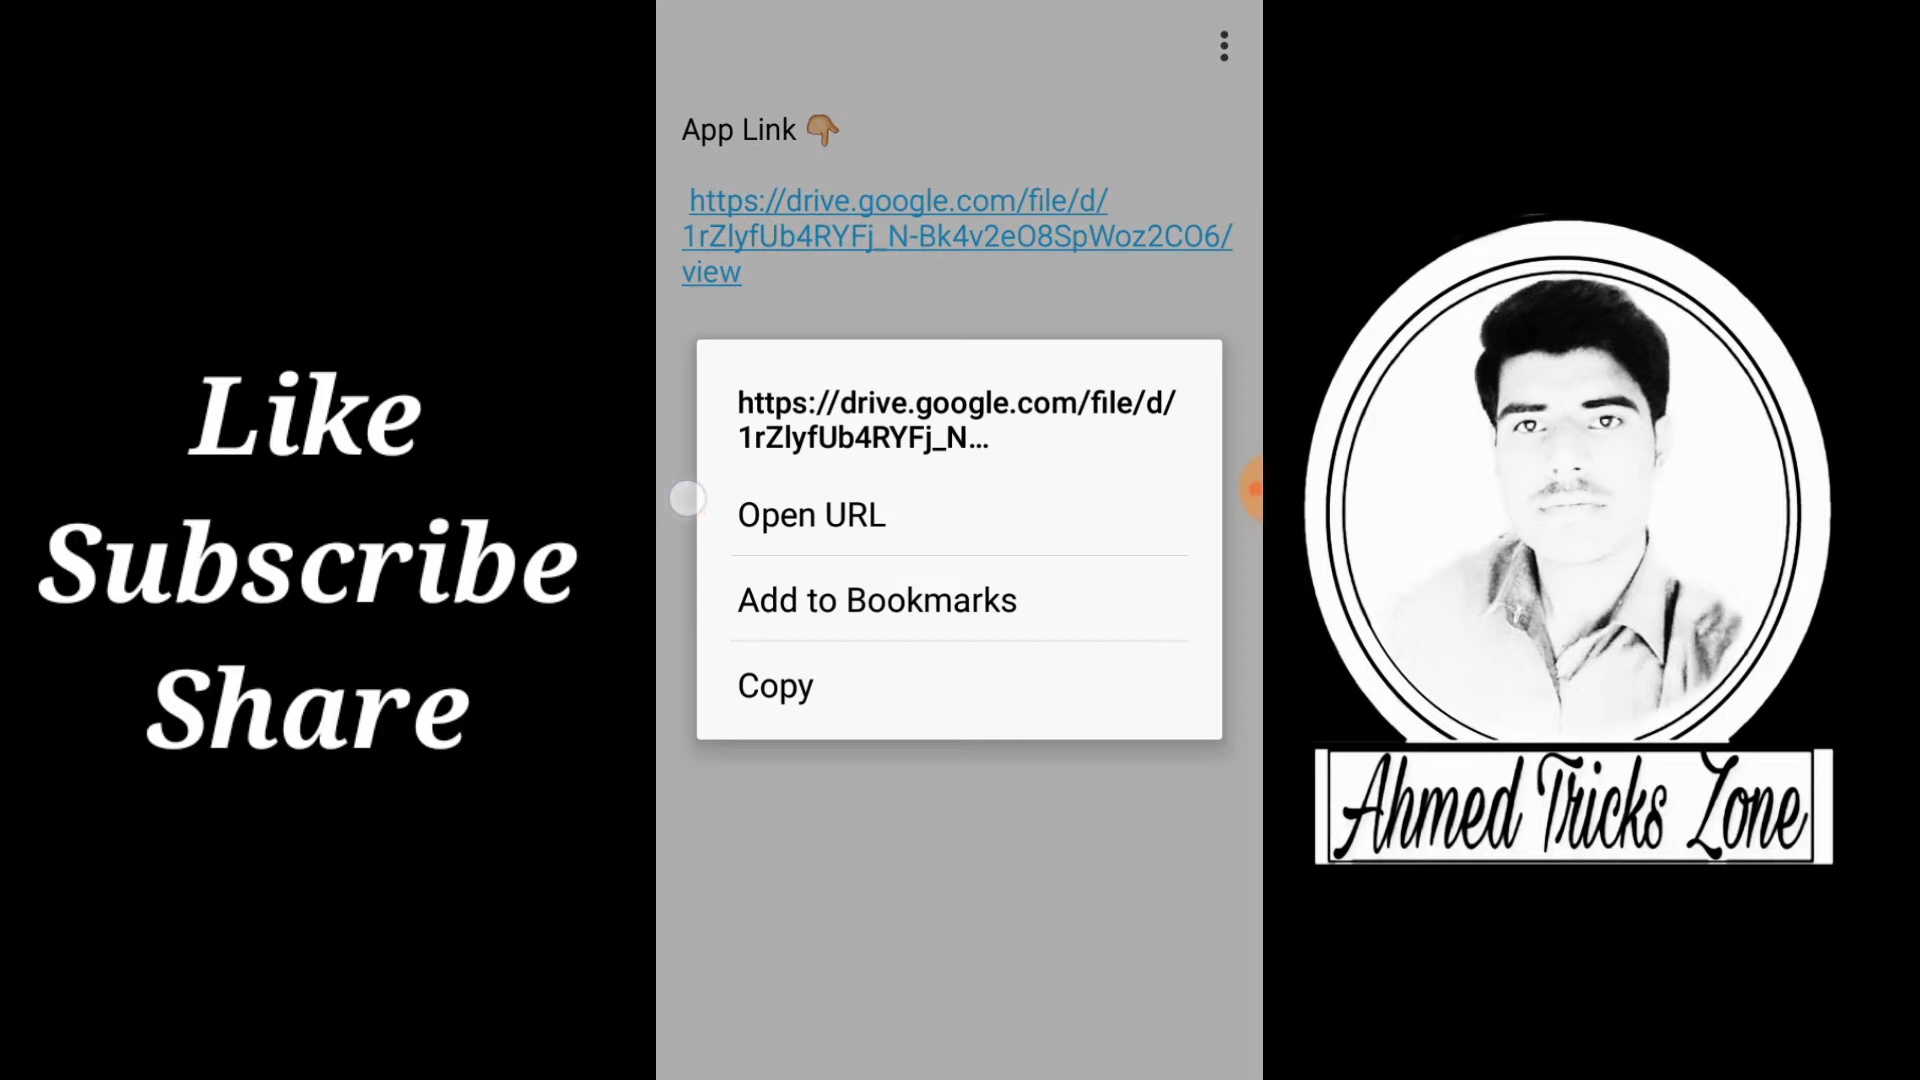 Like
Subscribe
Share
App Link 👇🏽
https://drive.google.com/file/d/
1rZlyfUb4RYFj_N-Bk4v2eO8SpWoz2CO6/
view
https://drive.google.com/file/d/
1rZlyfUb4RYFj_N...
Open URL
Add to Bookmarks
Copy
Ahmed Tricks Zone